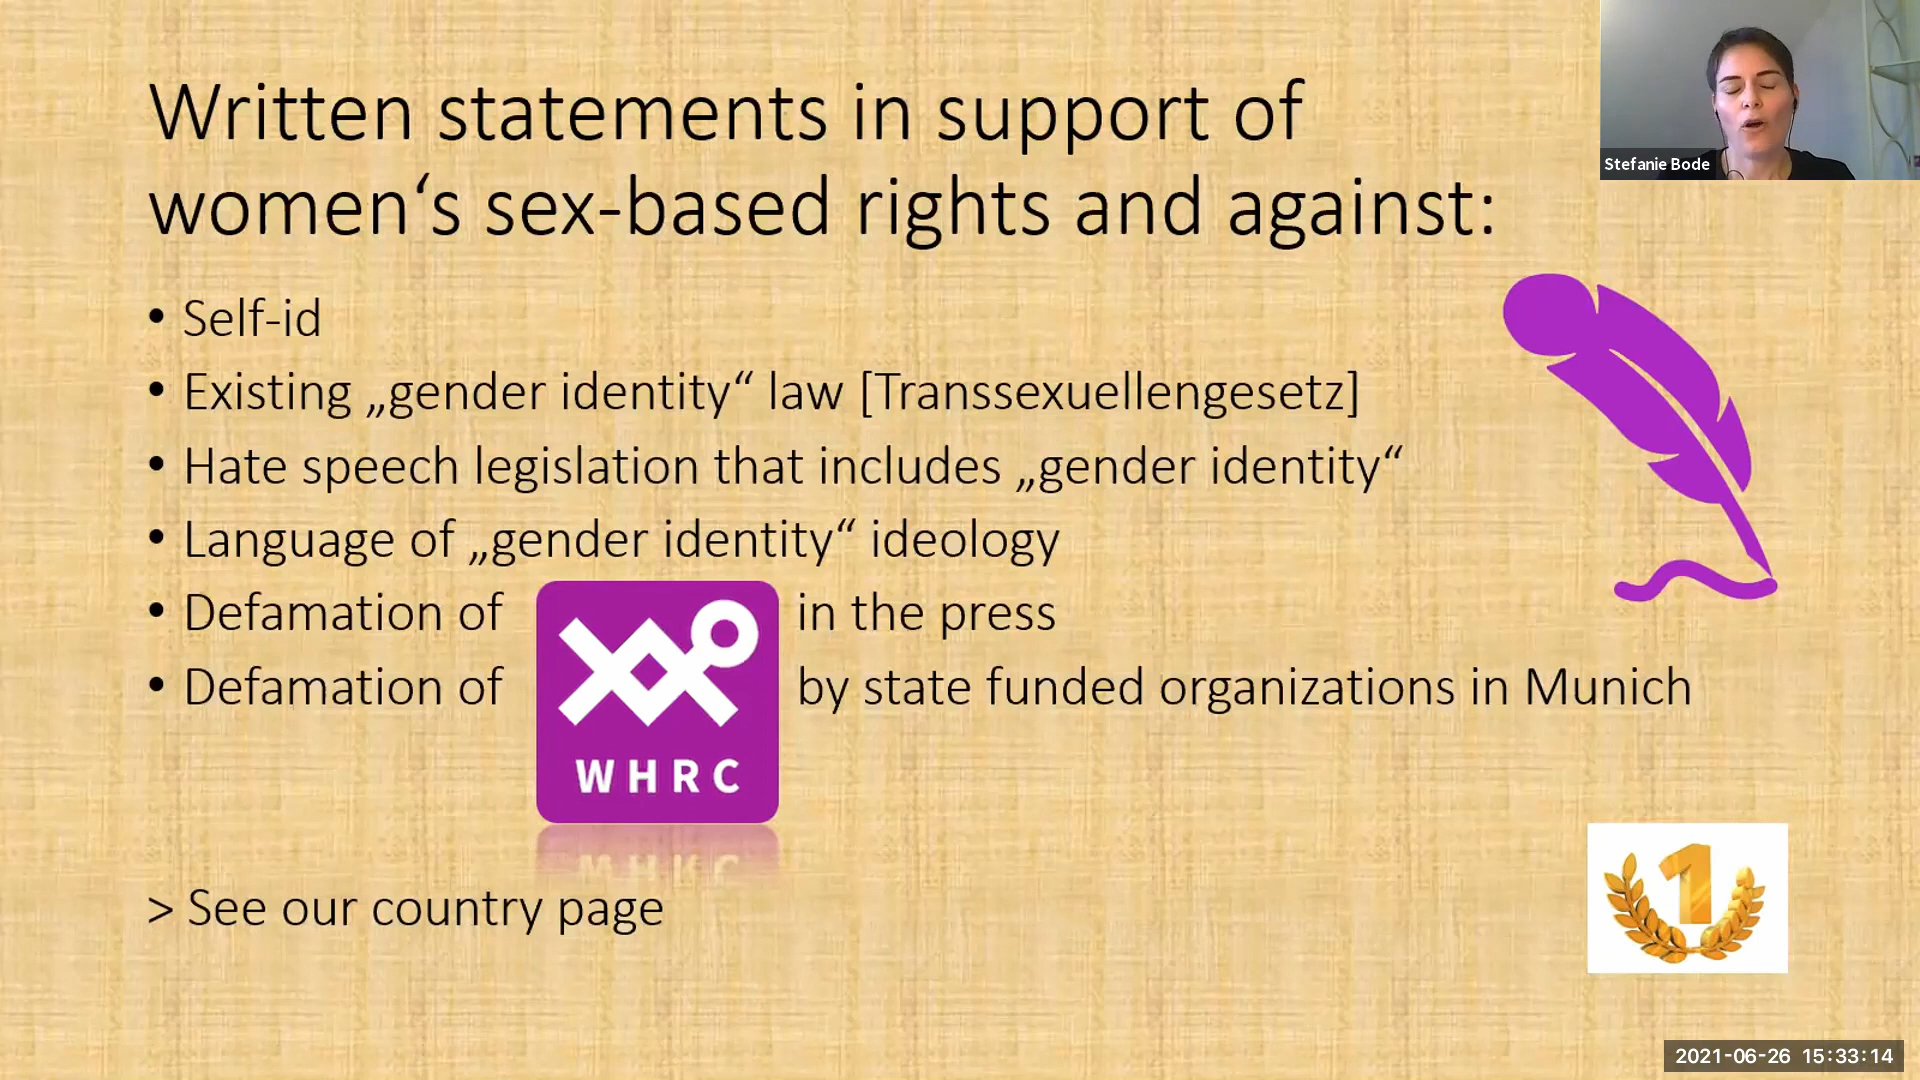 Written statements in support of
women‘s sex-based rights and against:
• Self-id
• Existing „gender identity“ law [Transsexuellengesetz]
• Hate speech legislation that includes „gender identity“
• Language of „gender identity“ ideology
• Defamation of in the press
• Defamation of by state funded organizations in Munich
WHRC
> See our country page
1
Stefanie Bode
2021-06-26 15:33:14